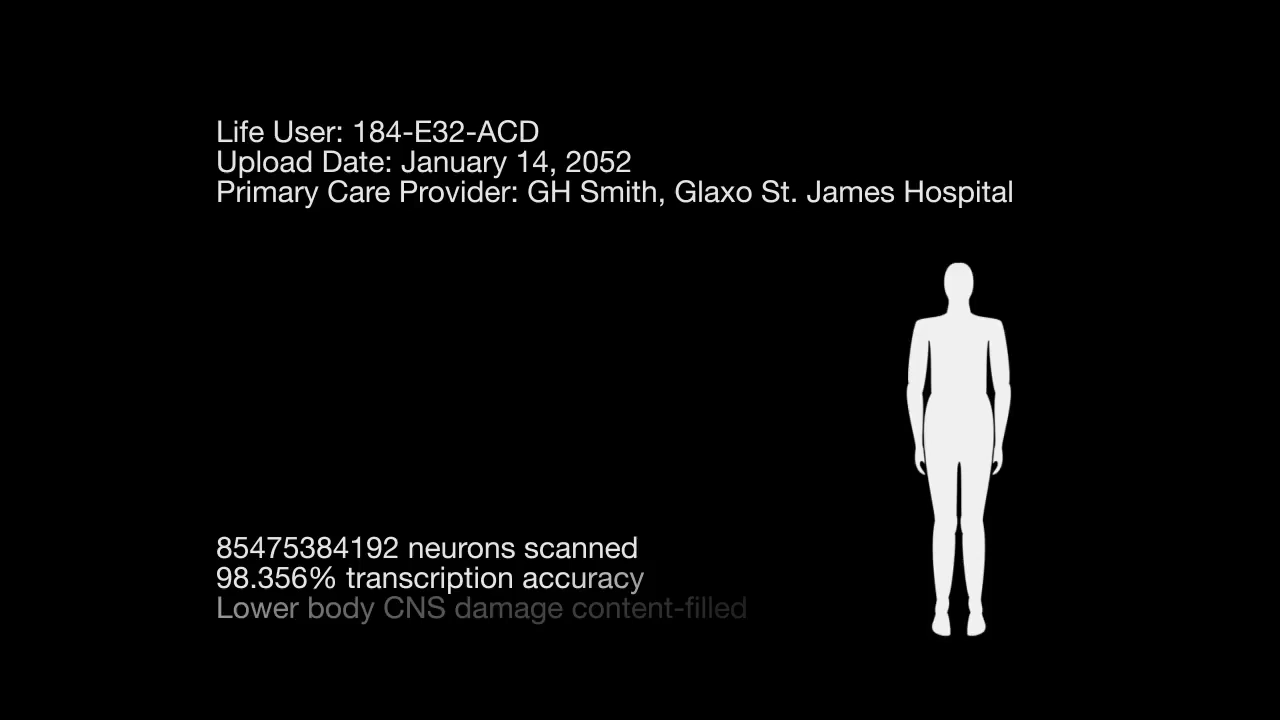 Life User: 184-E32-ACD
Upload Date: January 14, 2052
Primary Care Provider: GH Smith, Glaxo St. James Hospital
85475384192 neurons scanned
98.356% transcription accuracy
Lower body CNS damage content-filled